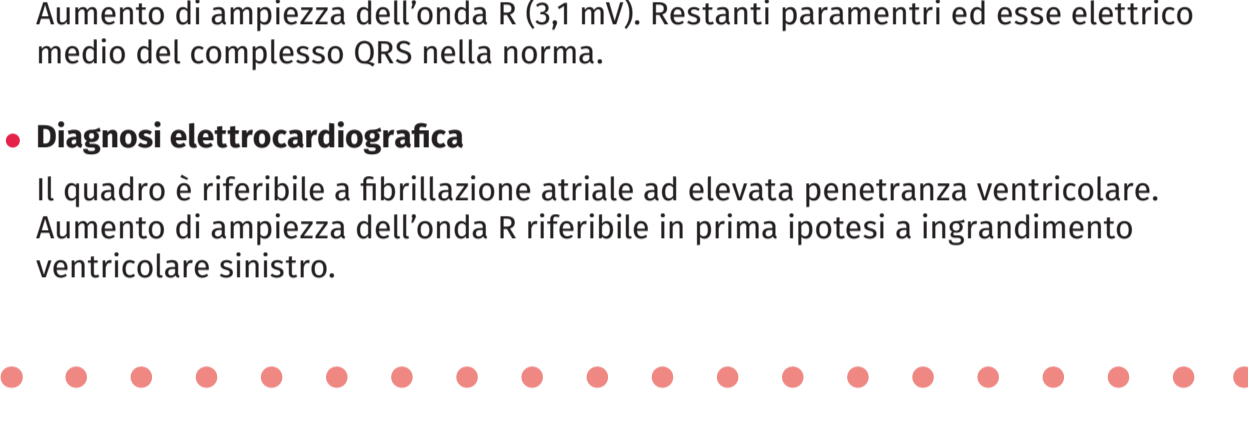 Aumento di ampiezza dell’onda R (3,1 mV). Restanti paramentri ed esse elettrico
medio del complesso QRS nella norma.
• Diagnosi elettrocardiografica
Il quadro è riferibile a fibrillazione atriale ad elevata penetranza ventricolare.
Aumento di ampiezza dell’onda R riferibile in prima ipotesi a ingrandimento
ventricolare sinistro.